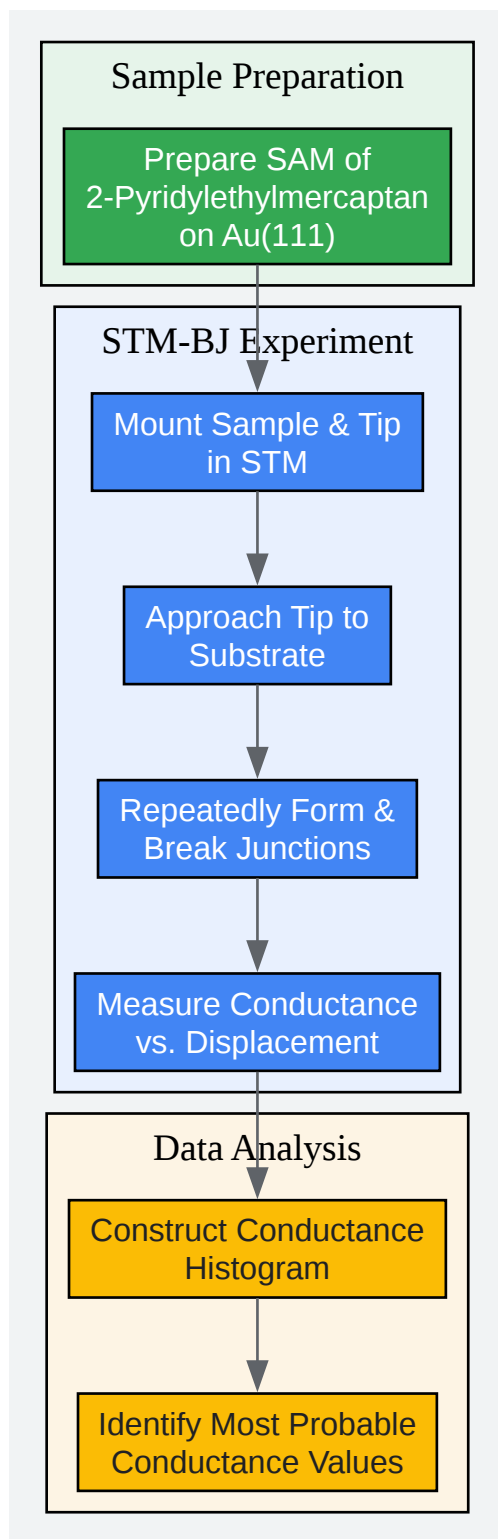 Sample Preparation
Prepare SAM of
2-Pyridylethylmercaptan
on Au(111)
STM-BJ Experiment
Mount Sample & Tip
in STM
Approach Tip to
Substrate
Repeatedly Form &
Break Junctions
Measure Conductance
vs. Displacement
Data Analysis
Construct Conductance
Histogram
Identify Most Probable
Conductance Values